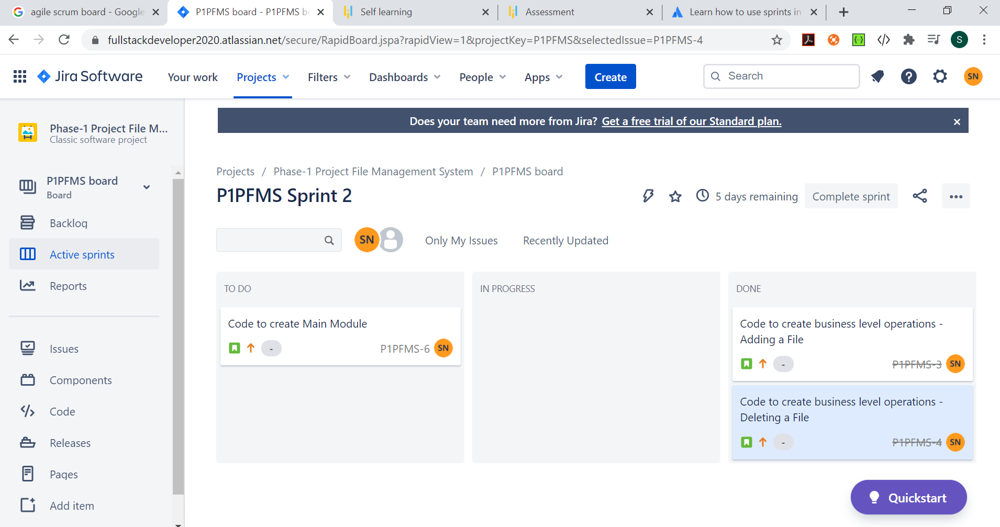 agile scrum board - Google
P1PFMS board - P1PFMS b
Self learning
Assessment
Learn how to use sprints in
fullstackdeveloper2020.atlassian.net/secure/RapidBoard.jspa?rapidView=1&projectKey=P1PFMS&selectedIssue=P1PFMS-4
S
Jira Software
Your work
Projects
Filters
Dashboards
People
Apps
Create
Search
SN
Phase-1 Project File M...
Classic software project
P1PFMS board
Board
Backlog
Active sprints
Reports
Issues
Components
Code
Releases
Pages
Add item
Does your team need more from Jira? Get a free trial of our Standard plan.
Projects / Phase-1 Project File Management System / P1PFMS board
P1PFMS Sprint 2
5 days remaining
Complete sprint
SN
Only My Issues
Recently Updated
TO DO
Code to create Main Module
-
P1PFMS-6
SN
IN PROGRESS
DONE
Code to create business level operations -
Adding a File
-
P1PFMS-3
SN
Code to create business level operations -
Deleting a File
-
P1PFMS-4
SN
Quickstart